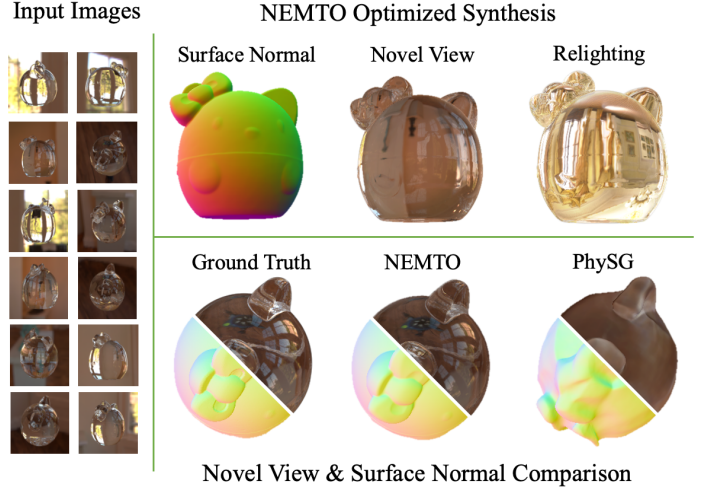 Input Images
NEMTO Optimized Synthesis
Surface Normal
Novel View
Relighting
Ground Truth
NEMTO
PhySG
Novel View & Surface Normal Comparison